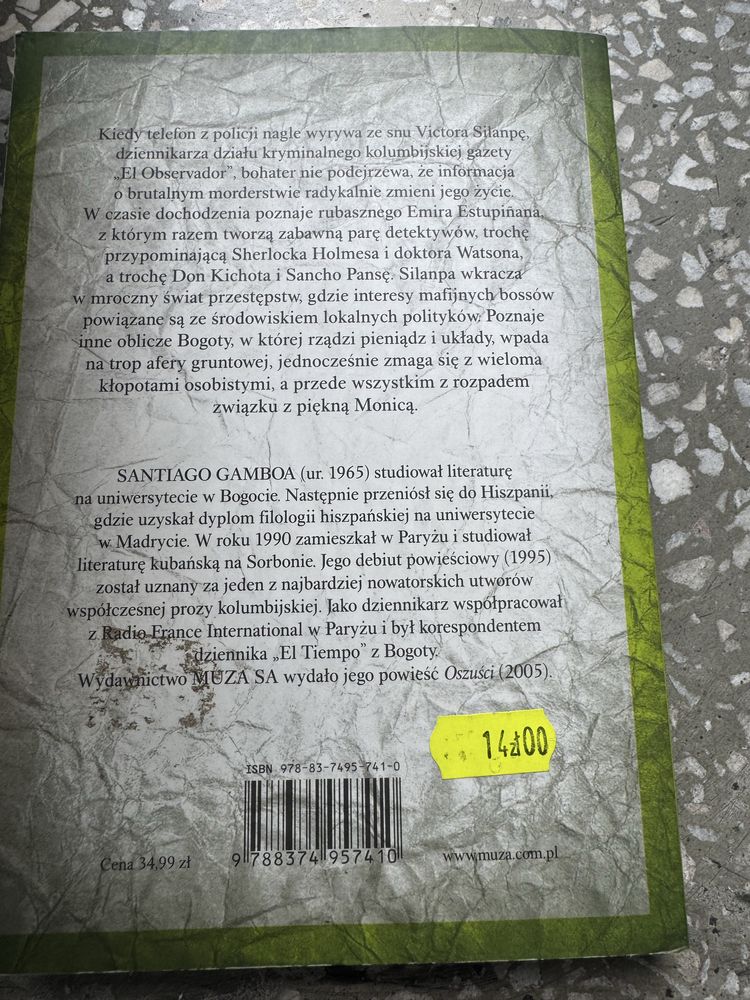 Kiedy telefon z policji nagle wyrywa ze snu Victora Silanpę,
dziennikarza działu kryminalnego kolumbijskiej gazety
„El Observador", bohater nie podejrzewa, że informacja
o brutalnym morderstwie radykalnie zmieni jego życie.
W czasie dochodzenia poznaje rubasznego Emira Estupiñana,
z którym razem tworzą zabawną parę detektywów, trochę
przypominającą Sherlocka Holmesa i doktora Watsona,
a trochę Don Kichota i Sancho Pansę. Silanpa wkracza
w mroczny świat przestępstw, gdzie interesy mafijnych bossów
powiązane są ze środowiskiem lokalnych polityków. Poznaje
inne oblicze Bogoty, w której rządzi pieniądz i układy, wpada
na trop afery gruntowej, jednocześnie zmaga się z wieloma
kłopotami osobistymi, a przede wszystkim z rozpadem
związku z piękną Monicą.
SANTIAGO GAMBOA (ur. 1965) studiował literaturę
na uniwersytecie w Bogocie. Następnie przeniósł się do Hiszpanii,
gdzie uzyskał dyplom filologii hiszpańskiej na uniwersytecie
w Madrycie. W roku 1990 zamieszkał w Paryżu i studiował
literaturę kubańską na Sorbonie. Jego debiut powieściowy (1995)
został uznany za jeden z najbardziej nowatorskich utworów
współczesnej prozy kolumbijskiej. Jako dziennikarz współpracował
z Radio France International w Paryżu i był korespondentem
dziennika „El Tiempo" z Bogoty.
Wydawnictwo MUZA SA wydało jego powieść Oszuści (2005).
14zł00
ISBN 978-83-7495-741-0
9 788374 957410
Cena 34,99 zł
www.muza.com.pl